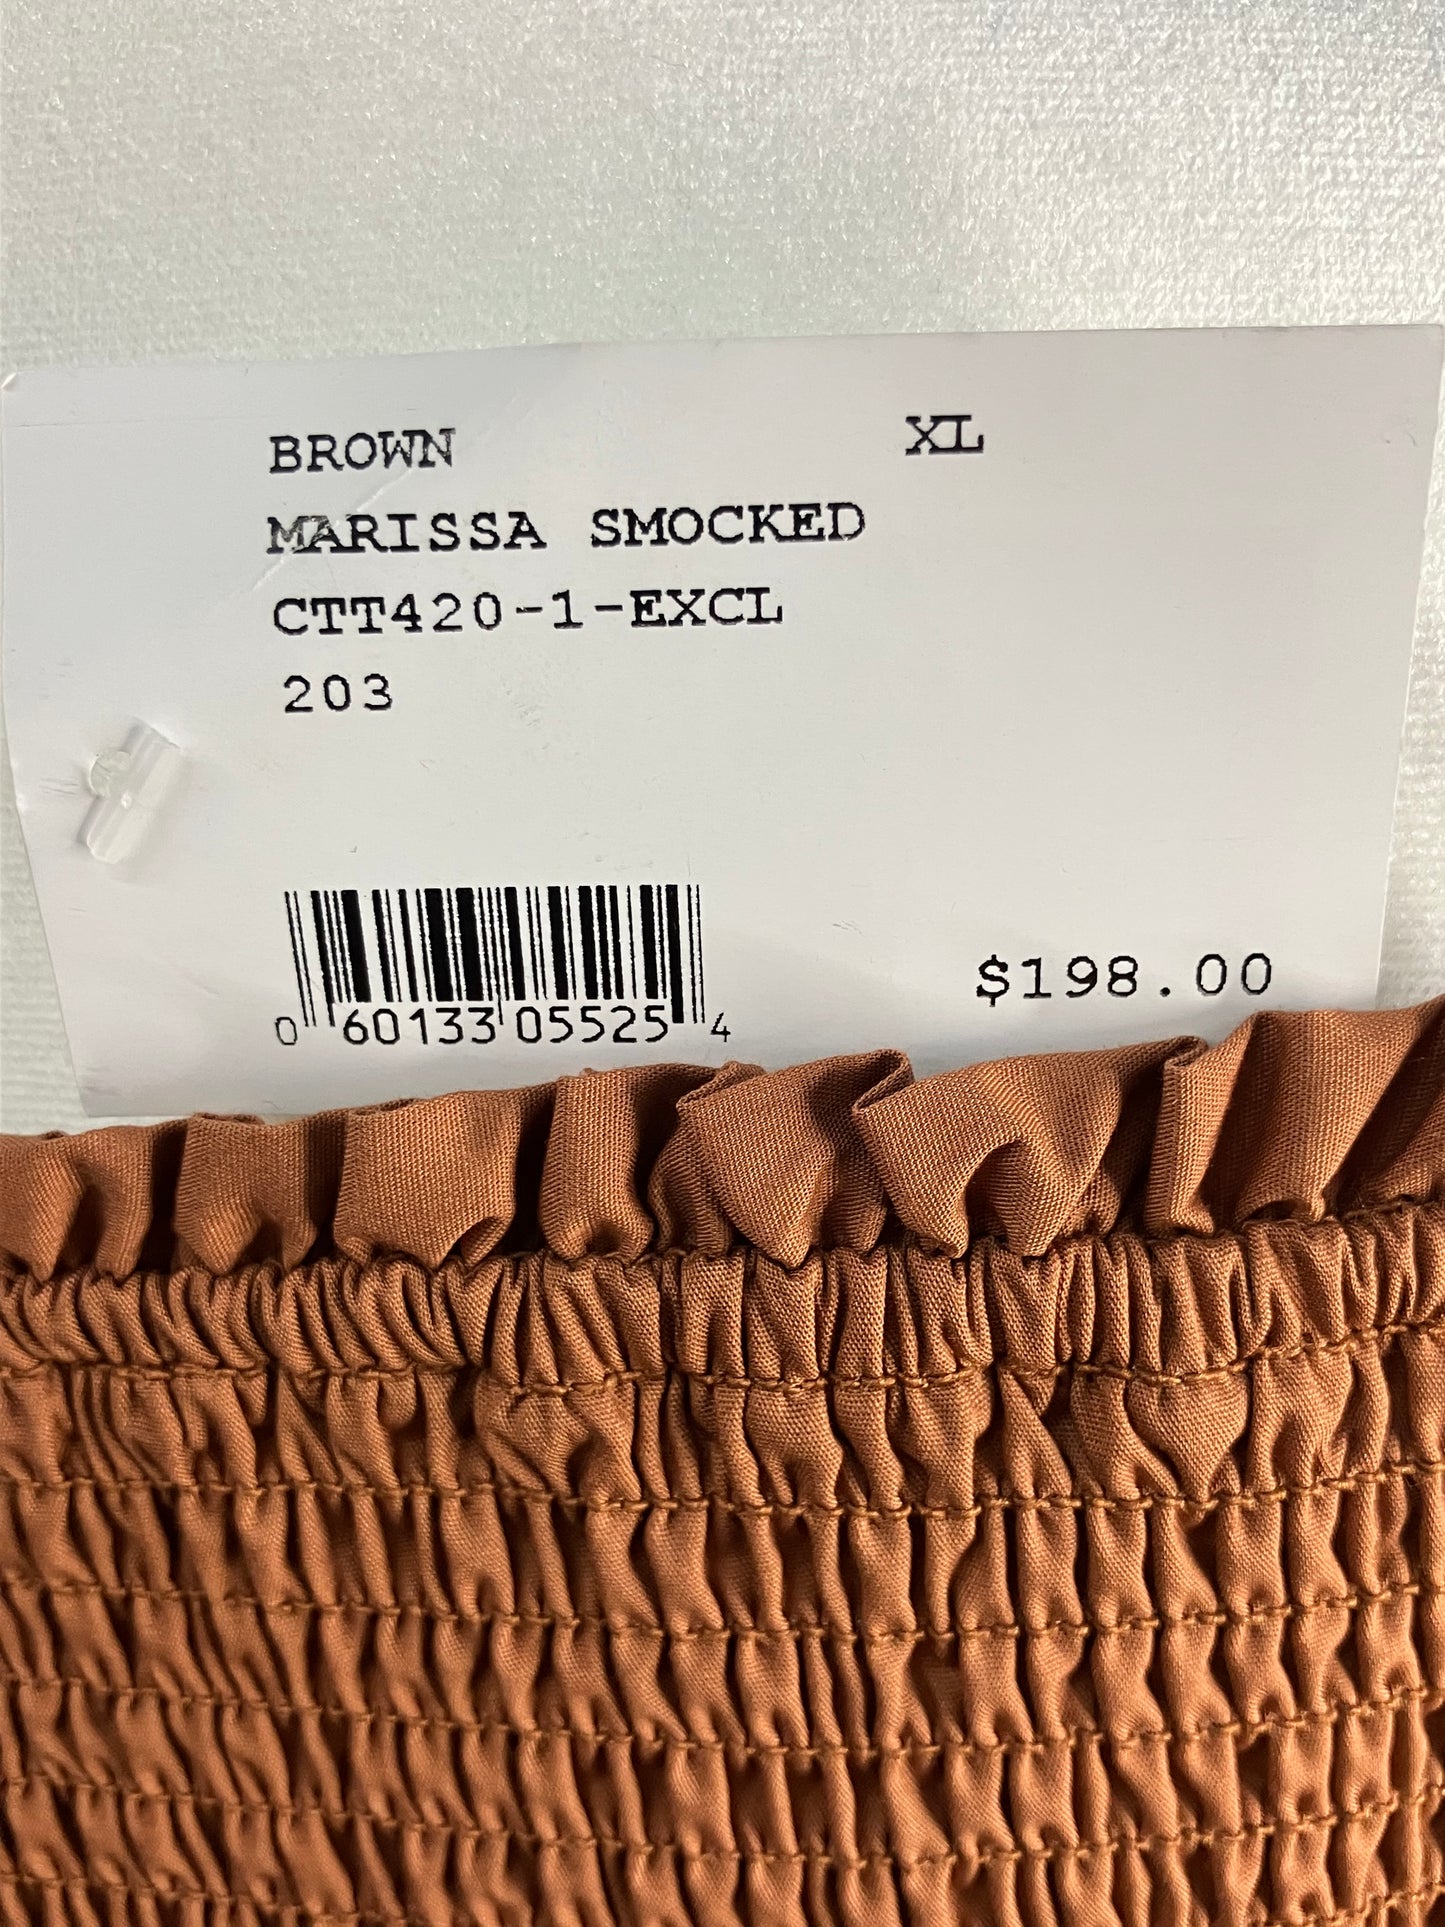 BROWN XL
MARISSA SMOCKED
CTT420-1-EXCL
203
$198.00
0 60133 05525 4